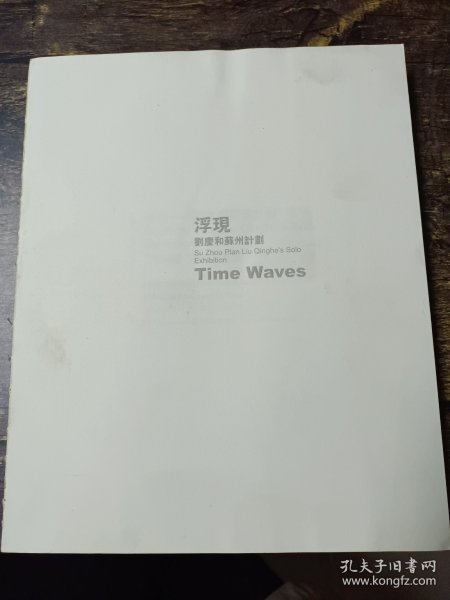 浮現
劉慶和蘇州計劃
Su Zhou Plan Liu Qinghe's Solo
Exhibition
Time Waves
孔夫子旧书网
www.kongfz.com